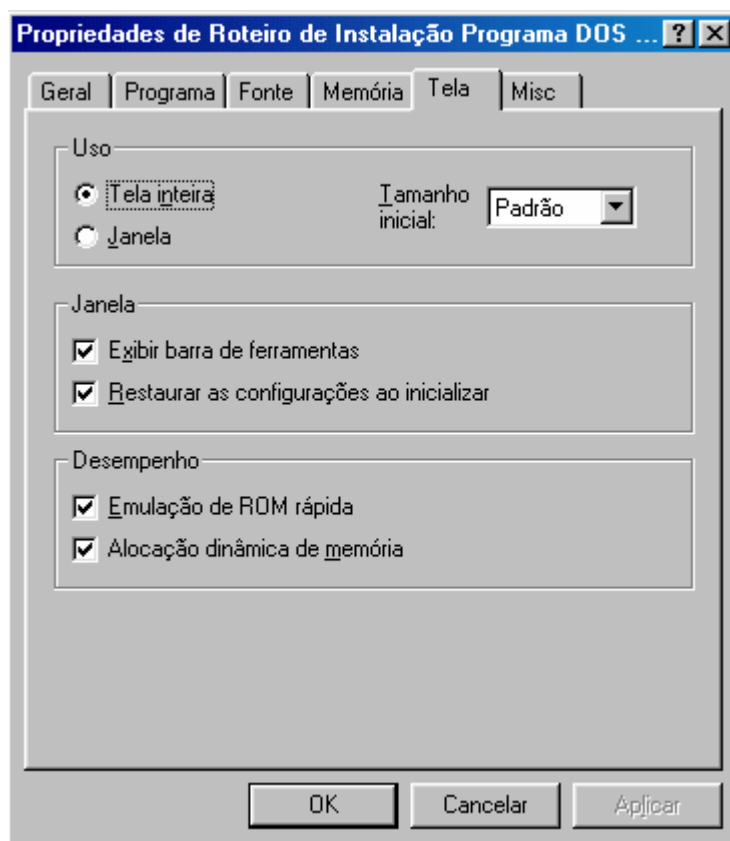 Propriedades de Roteiro de Instalação Programa DOS ...
Geral Programa Fonte Memória Tela Misc
Uso
Tela inteira
Janela
Tamanho
inicial:
Padrão
Janela
Exibir barra de ferramentas
Restaurar as configurações ao inicializar
Desempenho
Emulação de ROM rápida
Alocação dinâmica de memória
OK Cancelar Aplicar